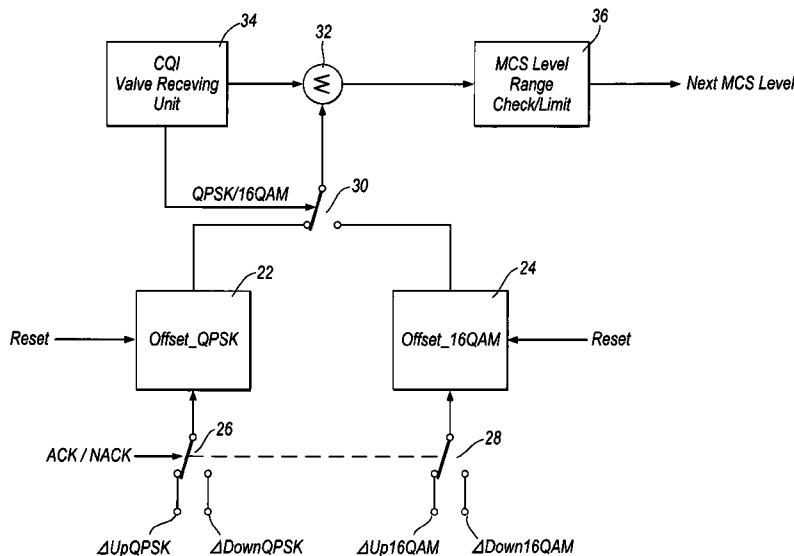 34
CQI
Valve Receving
Unit
32
Σ
36
MCS Level
Range
Check/Limit
Next MCS Level
QPSK/16QAM
30
22
Offset_QPSK
Reset
24
Offset_16QAM
Reset
ACK / NACK
26
28
ΔUpQPSK
ΔDownQPSK
ΔUp16QAM
ΔDown16QAM